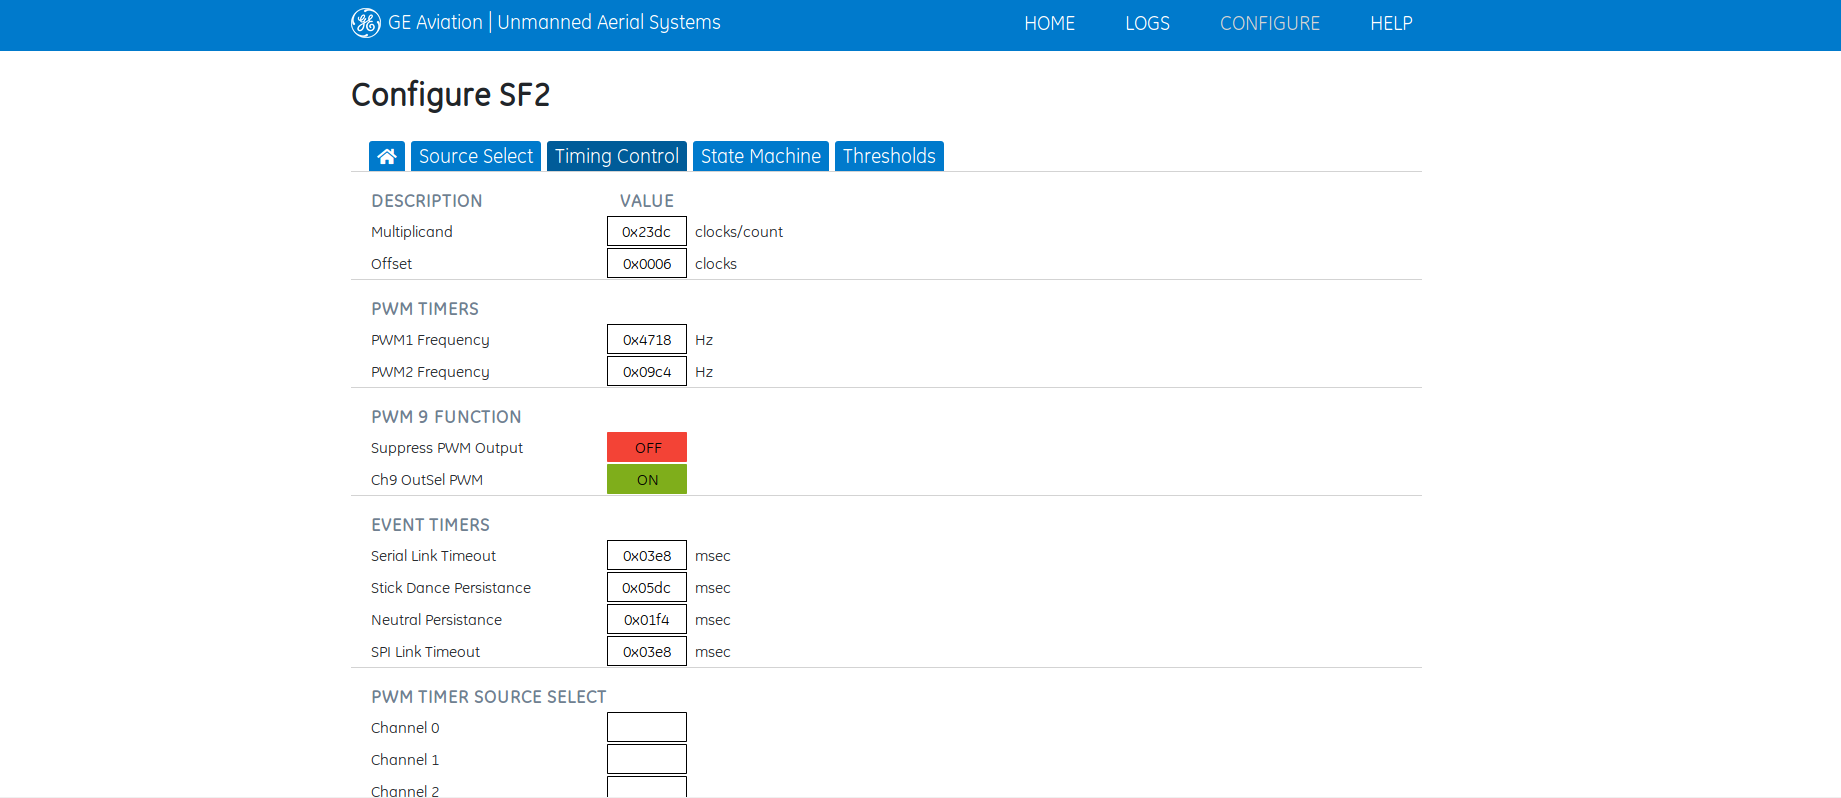 GE Aviation | Unmanned Aerial Systems HOME LOGS CONFIGURE HELP
Configure SF2
Source Select Timing Control State Machine Thresholds
DESCRIPTION VALUE
Multiplicand 0x23dc clocks/count
Offset 0x0006 clocks
PWM TIMERS
PWM1 Frequency 0x4718 Hz
PWM2 Frequency 0x09c4 Hz
PWM 9 FUNCTION
Suppress PWM Output OFF
Ch9 OutSel PWM ON
EVENT TIMERS
Serial Link Timeout 0x03e8 msec
Stick Dance Persistance 0x05dc msec
Neutral Persistance 0x01f4 msec
SPI Link Timeout 0x03e8 msec
PWM TIMER SOURCE SELECT
Channel 0
Channel 1
Channel 2